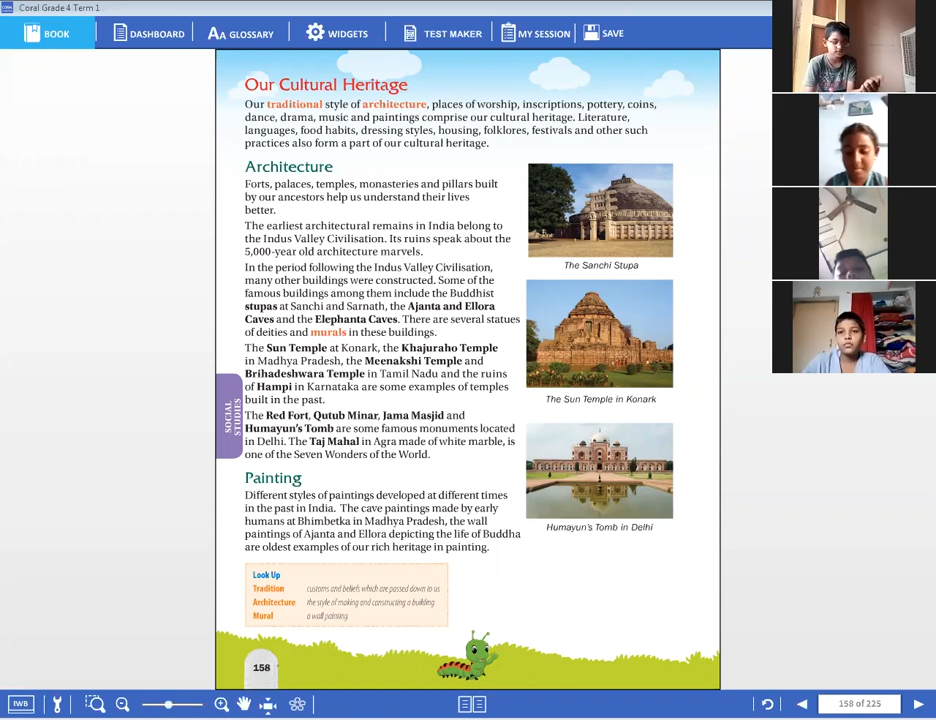 Coral Grade 4 Term 1
BOOK DASHBOARD AA GLOSSARY WIDGETS TEST MAKER MY SESSION SAVE
Our Cultural Heritage
Our traditional style of architecture, places of worship, inscriptions, pottery, coins,
dance, drama, music and paintings comprise our cultural heritage. Literature,
languages, food habits, dressing styles, housing, folklores, festivals and other such
practices also form a part of our cultural heritage.
Architecture
Forts, palaces, temples, monasteries and pillars built
by our ancestors help us understand their lives
better.
The earliest architectural remains in India belong to
the Indus Valley Civilisation. Its ruins speak about the
5,000-year old architecture marvels.
In the period following the Indus Valley Civilisation,
many other buildings were constructed. Some of the
famous buildings among them include the Buddhist
stupas at Sanchi and Sarnath, the Ajanta and Ellora
Caves and the Elephanta Caves. There are several statues
of deities and murals in these buildings.
The Sun Temple at Konark, the Khajuraho Temple
in Madhya Pradesh, the Meenakshi Temple and
Brihadeshwara Temple in Tamil Nadu and the ruins
of Hampi in Karnataka are some examples of temples
built in the past.
The Red Fort, Qutub Minar, Jama Masjid and
Humayun's Tomb are some famous monuments located
in Delhi. The Taj Mahal in Agra made of white marble, is
one of the Seven Wonders of the World.
The Sanchi Stupa
The Sun Temple in Konark
Humayun's Tomb in Delhi
SOCIAL
STUDIES
Painting
Different styles of paintings developed at different times
in the past in India. The cave paintings made by early
humans at Bhimbetka in Madhya Pradesh, the wall
paintings of Ajanta and Ellora depicting the life of Buddha
are oldest examples of our rich heritage in painting.
Look Up
Tradition customs and beliefs which are passed down to us
Architecture the style of making and constructing a building
Mural a wall painting
158
IWB 158 of 225